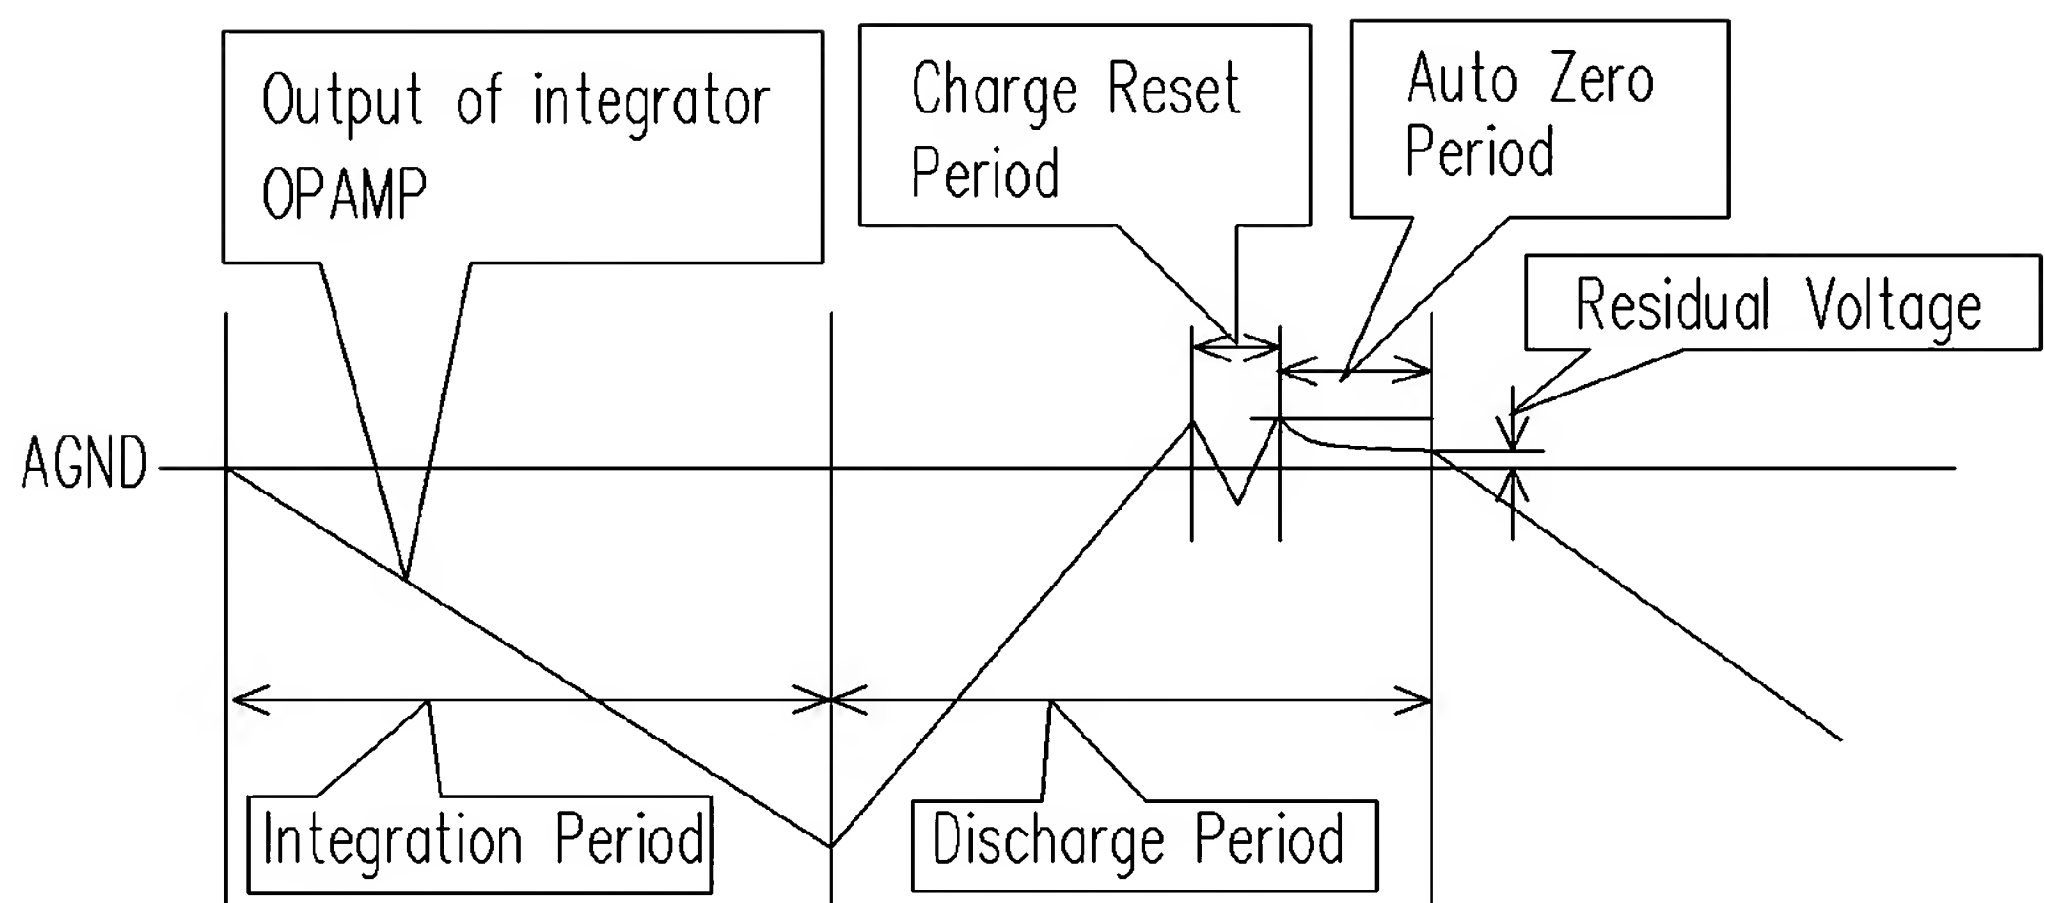 Output of integrator
OPAMP
Charge Reset
Period
Auto Zero
Period
Residual Voltage
AGND
Integration Period
Discharge Period